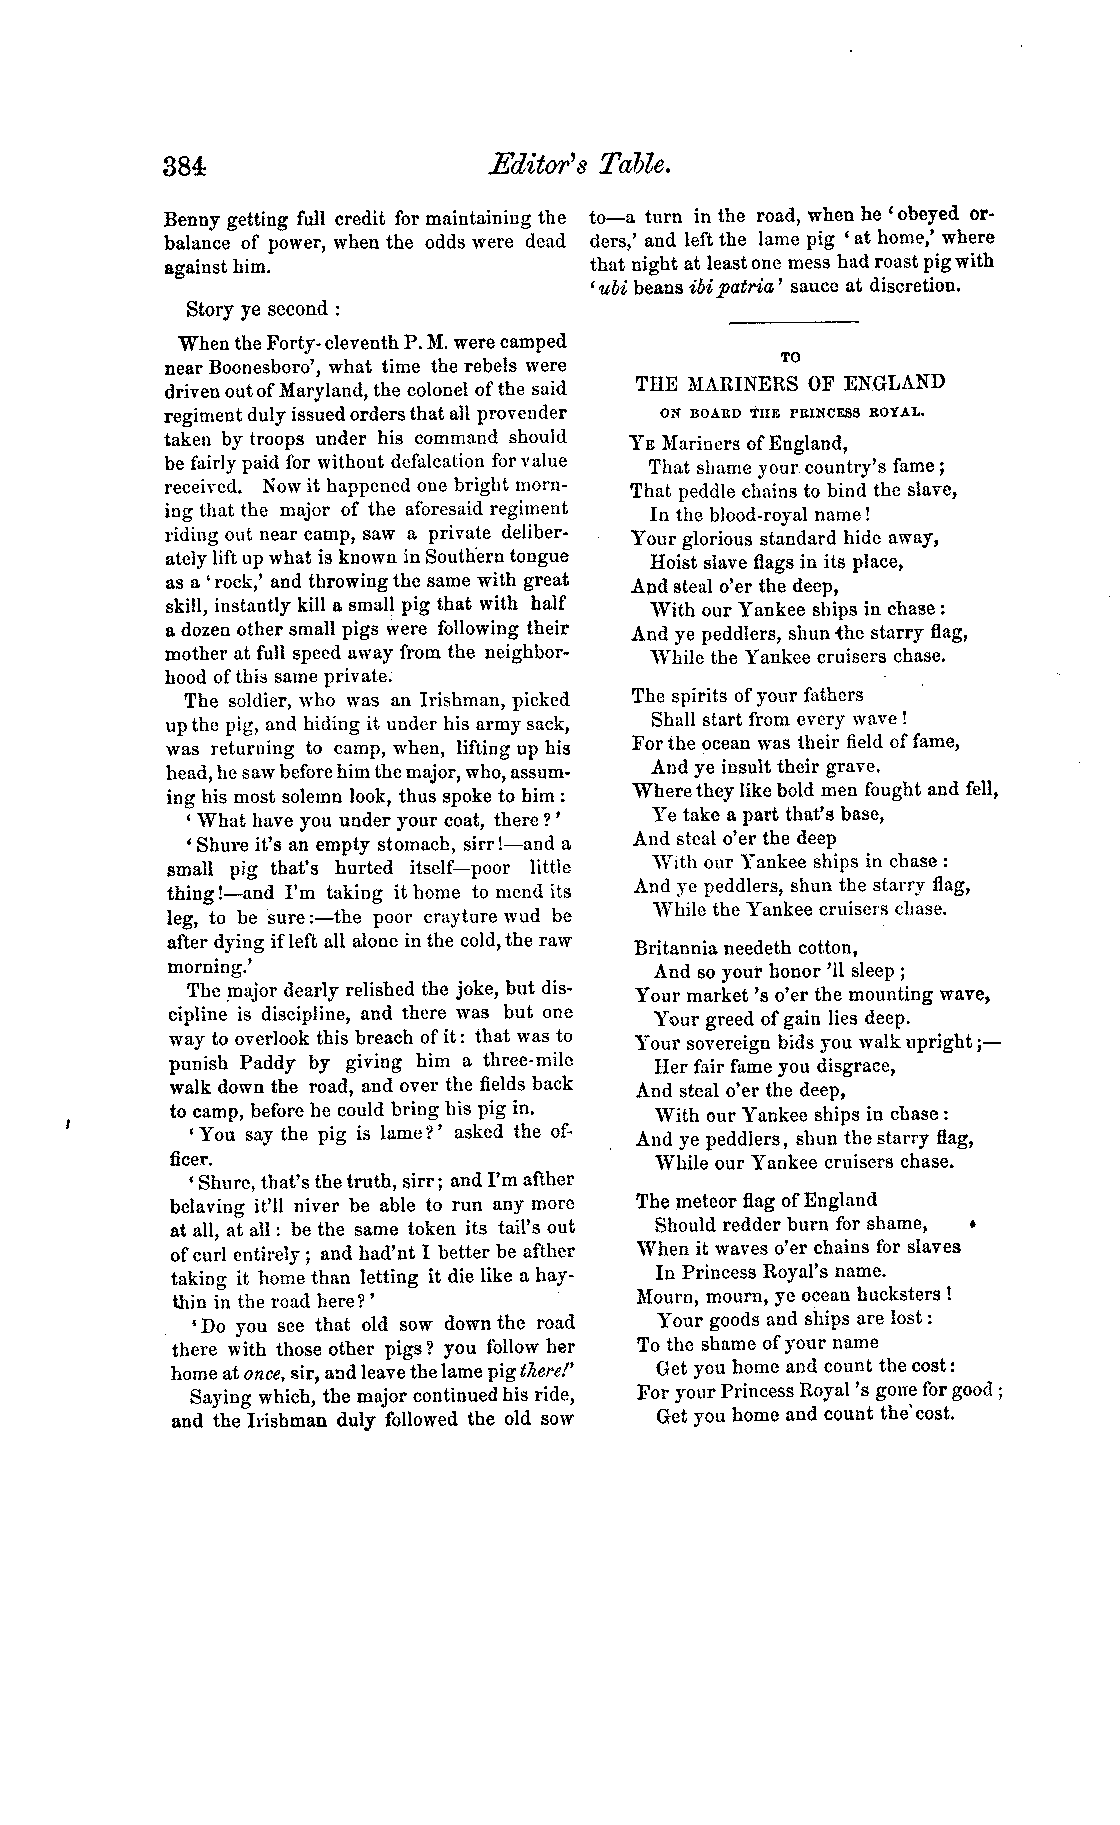 384
Editor's Table.
Benny getting full credit for maintaining the
balance of power, when the odds were dead
against him.
Story ye second :
When the Forty-eleventh P. M. were camped
near Boonesboro', what time the rebels were
driven out of Maryland, the colonel of the said
regiment duly issued orders that all provender
taken by troops under his command should
be fairly paid for without defalcation for value
received. Now it happened one bright morn-
ing that the major of the aforesaid regiment
riding out near camp, saw a private deliber-
ately lift up what is known in Southern tongue
as a 'rock,' and throwing the same with great
skill, instantly kill a small pig that with half
a dozen other small pigs were following their
mother at full speed away from the neighbor-
hood of this same private.
The soldier, who was an Irishman, picked
up the pig, and hiding it under his army sack,
was returning to camp, when, lifting up his
head, he saw before him the major, who, assum-
ing his most solemn look, thus spoke to him :
'What have you under your coat, there?'
'Shure it's an empty stomach, sirr!—and a
small pig that's hurted itself—poor little
thing!—and I'm taking it home to mend its
leg, to be sure:—the poor crayture wud be
after dying if left all alone in the cold, the raw
morning.'
The major dearly relished the joke, but dis-
cipline is discipline, and there was but one
way to overlook this breach of it: that was to
punish Paddy by giving him a three-mile
walk down the road, and over the fields back
to camp, before he could bring his pig in.
'You say the pig is lame?' asked the of-
ficer.
'Shure, that's the truth, sirr; and I'm afther
belaving it'll niver be able to run any more
at all, at all: be the same token its tail's out
of curl entirely; and had'nt I better be afther
taking it home than letting it die like a hay-
thin in the road here?'
'Do you see that old sow down the road
there with those other pigs? you follow her
home at once, sir, and leave the lame pig there!'
Saying which, the major continued his ride,
and the Irishman duly followed the old sow
to—a turn in the road, when he 'obeyed or-
ders,' and left the lame pig 'at home,' where
that night at least one mess had roast pig with
'ubi beans ibi patria' sauce at discretion.
TO
THE MARINERS OF ENGLAND
ON BOARD THE PRINCESS ROYAL.
YE Mariners of England,
That shame your country's fame;
That peddle chains to bind the slave,
In the blood-royal name!
Your glorious standard hide away,
Hoist slave flags in its place,
And steal o'er the deep,
With our Yankee ships in chase:
And ye peddlers, shun the starry flag,
While the Yankee cruisers chase.
The spirits of your fathers
Shall start from every wave!
For the ocean was their field of fame,
And ye insult their grave.
Where they like bold men fought and fell,
Ye take a part that's base,
And steal o'er the deep
With our Yankee ships in chase :
And ye peddlers, shun the starry flag,
While the Yankee cruisers chase.
Britannia needeth cotton,
And so your honor 'll sleep ;
Your market 's o'er the mounting wave,
Your greed of gain lies deep.
Your sovereign bids you walk upright;—
Her fair fame you disgrace,
And steal o'er the deep,
With our Yankee ships in chase:
And ye peddlers, shun the starry flag,
While our Yankee cruisers chase.
The meteor flag of England
Should redder burn for shame,
When it waves o'er chains for slaves
In Princess Royal's name.
Mourn, mourn, ye ocean hucksters !
Your goods and ships are lost:
To the shame of your name
Get you home and count the cost:
For your Princess Royal 's gone for good ;
Get you home and count the cost.